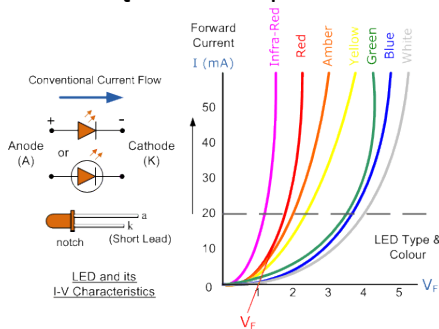 Forward
Current
I (mA)
Infra-Red
Red
Amber
Yellow
Green
Blue
White
Conventional Current Flow
+
-
Anode
(A)
or
Cathode
(K)
a
k
notch
(Short Lead)
LED and its
I-V Characteristics
50
40
30
20
10
0
1
2
3
4
5
LED Type &
Colour
VF
VF